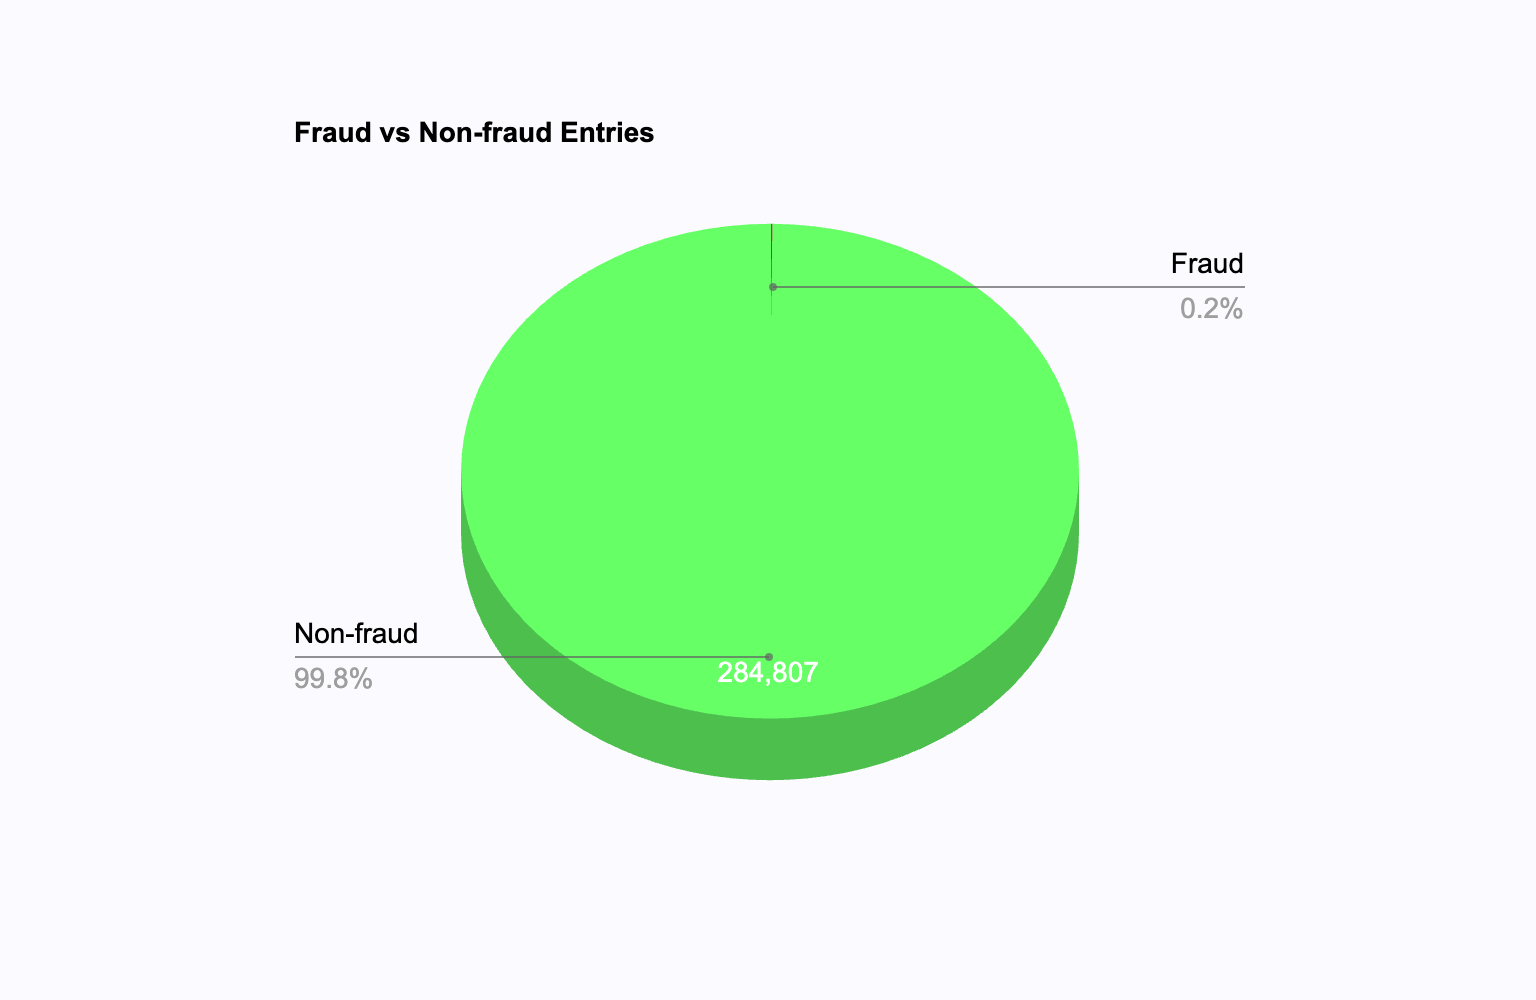 Fraud vs Non-fraud Entries
Fraud
0.2%
Non-fraud
99.8%
284,807